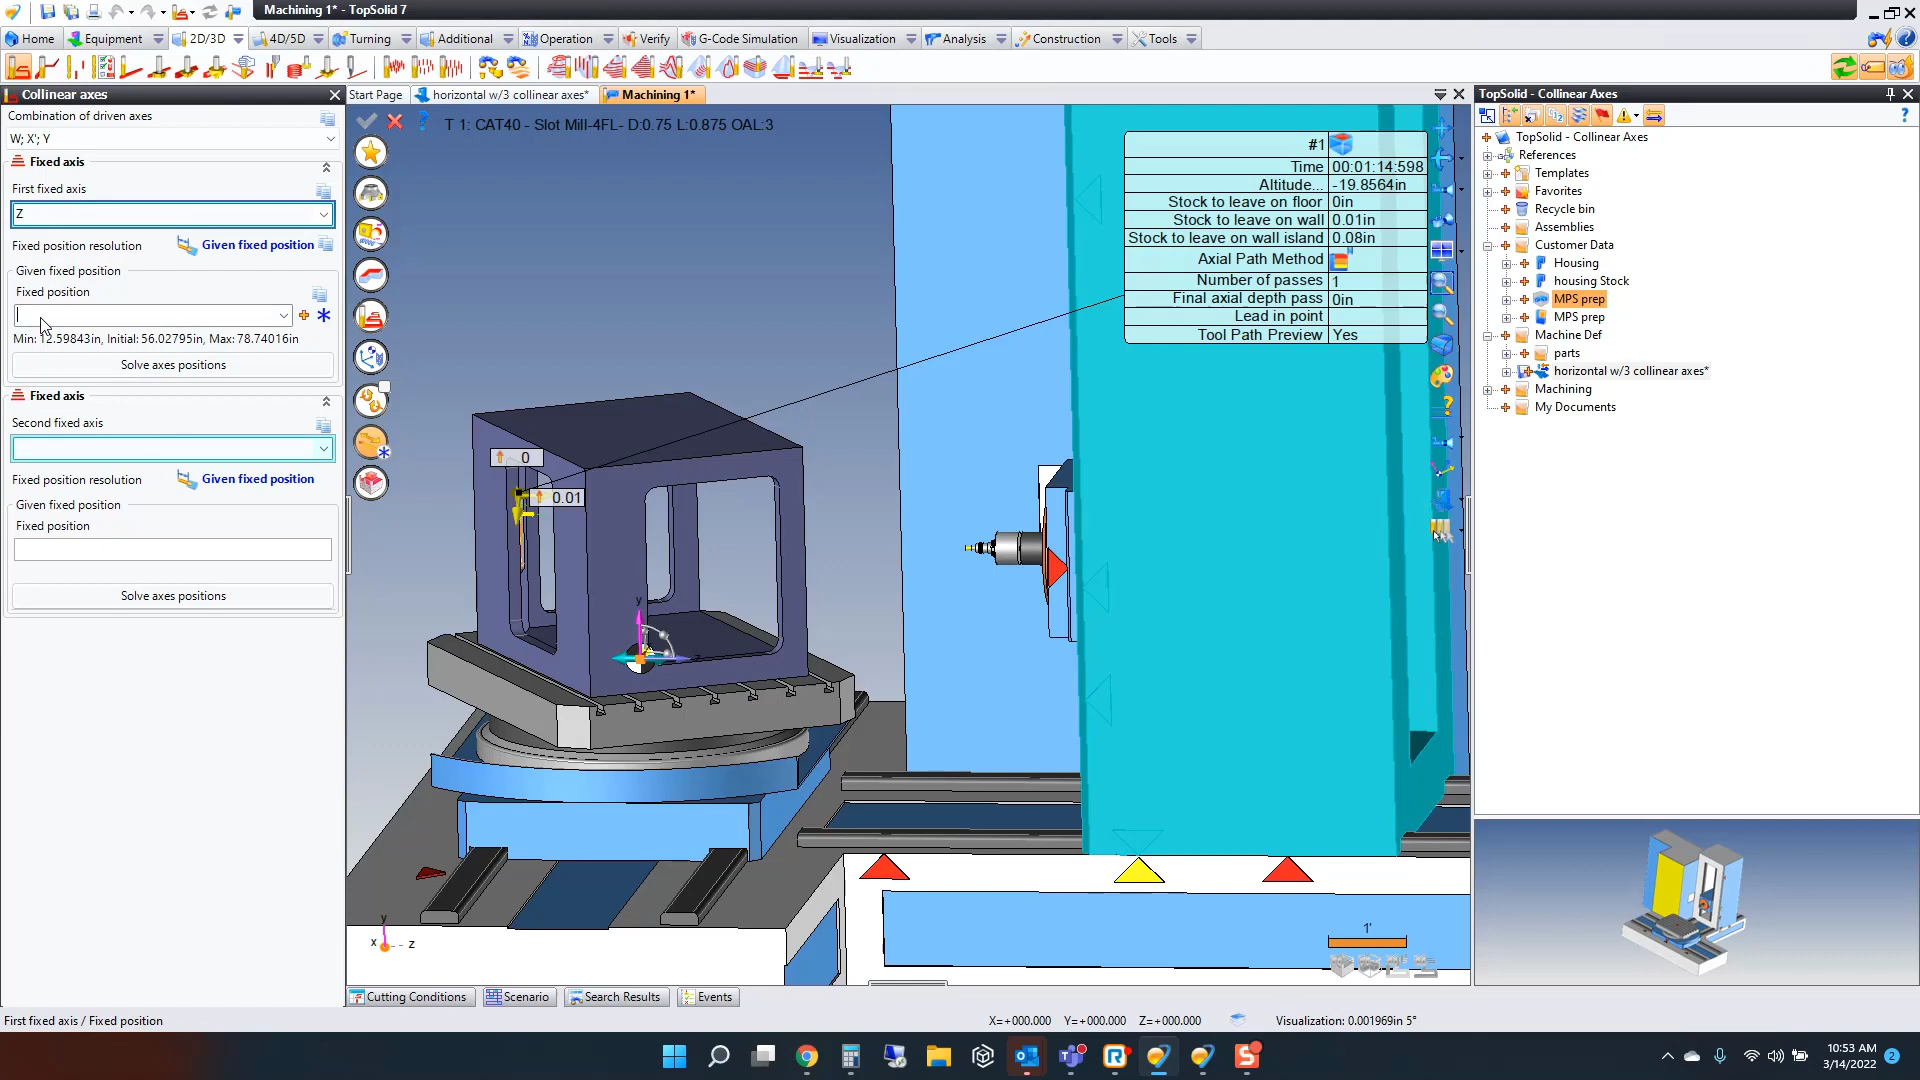 Machining 1* - TopSolid 7
Home
Equipment
2D/3D
4D/5D
Turning
Additional
Operation
Verify
G-Code Simulation
Visualization
Analysis
Construction
Tools
Collinear axes
Combination of driven axes
W; X'; Y
Fixed axis
First fixed axis
Z
Fixed position resolution
Given fixed position
Given fixed position
Fixed position
Min: 12.59843in, Initial: 56.02795in, Max: 78.74016in
Solve axes positions
Fixed axis
Second fixed axis
Fixed position resolution
Given fixed position
Given fixed position
Fixed position
Solve axes positions
Start Page
horizontal w/3 collinear axes*
Machining 1*
T 1: CAT40 - Slot Mill-4FL- D:0.75 L:0.875 OAL:3
#1
Time 00:01:14:598
Altitude... -19.8564in
Stock to leave on floor 0in
Stock to leave on wall 0.01in
Stock to leave on wall island 0.08in
Axial Path Method
Number of passes 1
Final axial depth pass 0in
Lead in point
Tool Path Preview Yes
0
0.01
y
z
y
x
z
1'
TopSolid - Collinear Axes
TopSolid - Collinear Axes
References
Templates
Favorites
Recycle bin
Assemblies
Customer Data
Housing
housing Stock
MPS prep
MPS prep
Machine Def
parts
horizontal w/3 collinear axes*
Machining
My Documents
Cutting Conditions
Scenario
Search Results
Events
First fixed axis / Fixed position
X=+000.000 Y=+000.000 Z=+000.000
Visualization: 0.001969in 5°
10:53 AM
3/14/2022
2